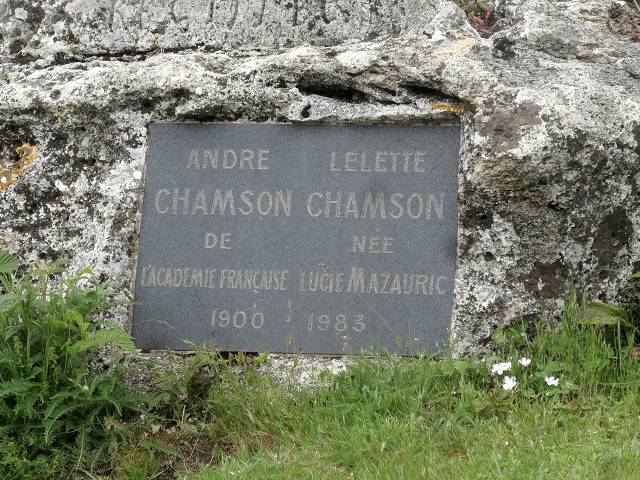 ANDRE LELETTE
CHAMSON CHAMSON
DE NÉE
L'ACADEMIE FRANÇAISE LUCIE MAZAURIC
1900 1983